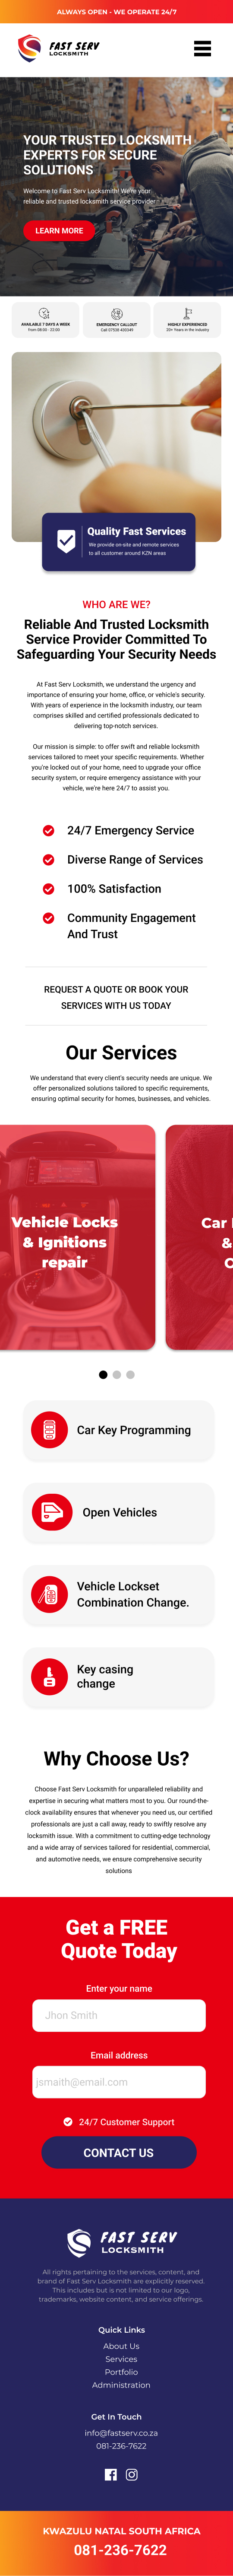 ALWAYS OPEN - WE OPERATE 24/7
FAST SERV
LOCKSMITH
YOUR TRUSTED LOCKSMITH
EXPERTS FOR SECURE
SOLUTIONS
Welcome to Fast Serv Locksmith! We're your
reliable and trusted locksmith service provider
LEARN MORE
AVAILABLE 7 DAYS A WEEK
From 08:00 - 23:00
EMERGENCY CALLOUT
HIGHLY EXPERIENCED
20+ Years in the industry
Quality Fast Services
We provide on-site and remote services
to all customer around KZN areas
WHO ARE WE?
Reliable And Trusted Locksmith
Service Provider Committed To
Safeguarding Your Security Needs
At Fast Serv Locksmith, we understand the urgency and
importance of ensuring your home, office, or vehicle's security.
With years of experience in the locksmith industry, our team
comprises skilled and certified professionals dedicated to
delivering top-notch services.
Our mission is simple: to offer swift and reliable locksmith
services tailored to meet your specific requirements. Whether
you're locked out of your home, need to upgrade your office
security system, or require emergency assistance with your
vehicle, we're here 24/7 to assist you.
24/7 Emergency Service
Diverse Range of Services
100% Satisfaction
Community Engagement
And Trust
REQUEST A QUOTE OR BOOK YOUR
SERVICES WITH US TODAY
Our Services
We understand that every client's security needs are unique. We
offer personalized solutions tailored to specific requirements,
ensuring optimal security for homes, businesses, and vehicles.
Vehicle Locks
& Ignitions
repair
Car
&
Car Key Programming
Open Vehicles
Vehicle Lockset
Combination Change.
Key casing
change
Why Choose Us?
Choose Fast Serv Locksmith for unparalleled reliability and
expertise in securing what matters most to you. Our round-the-
clock availability ensures that whenever you need us, our certified
professionals are just a call away, ready to swiftly resolve any
locksmith issue. With a commitment to cutting-edge technology
and a wide array of services tailored for residential, commercial,
and automotive needs, we ensure comprehensive security
solutions
Get a FREE
Quote Today
Enter your name
Jhon Smith
Email address
jsmaith@email.com
24/7 Customer Support
CONTACT US
FAST SERV
LOCKSMITH
All rights pertaining to the services, content, and
brand of Fast Serv Locksmith are explicitly reserved.
This includes but is not limited to our logo,
trademarks, website content, and service offerings.
Quick Links
About Us
Services
Portfolio
Administration
Get In Touch
info@fastserv.co.za
081-236-7622
KWAZULU NATAL SOUTH AFRICA
081-236-7622